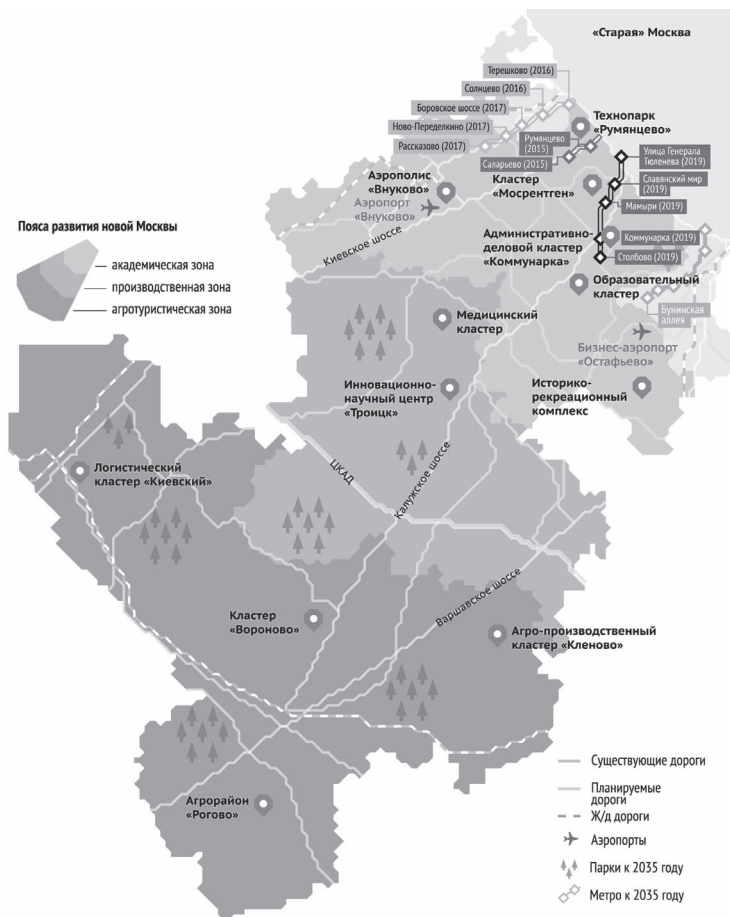 «Старая» Москва
Терешково (2016)
Солнцево (2016)
Боровское шоссе (2017)
Ново-Переделкино (2017)
Рассказово (2017)
Технопарк
«Румянцево»
Румянцево
(2015)
Саларьево (2015)
Улица Генерала
Тюленева (2019)
Славянский мир
(2019)
Мамыри (2019)
Коммунарка (2019)
Столбово (2019)
Аэрополис
«Внуково»
Аэропорт
«Внуково»
Кластер
«Мосрентген»
Киевское шоссе
Административно-
деловой кластер
«Коммунарка»
Образовательный
кластер
Бунинская
аллея
Пояса развития новой Москвы
академическая зона
производственная зона
агротуристическая зона
Медицинский
кластер
Бизнес-аэропорт
«Остафьево»
Инновационно-
научный центр
«Троицк»
Историко-
рекреационный
комплекс
Логистический
кластер «Киевский»
ЦКАД
Калужское шоссе
Варшавское шоссе
Кластер
«Вороново»
Агро-производственный
кластер «Кленово»
Агрорайон
«Рогово»
Существующие дороги
Планируемые
дороги
Ж/д дороги
Аэропорты
Парки к 2035 году
Метро к 2035 году